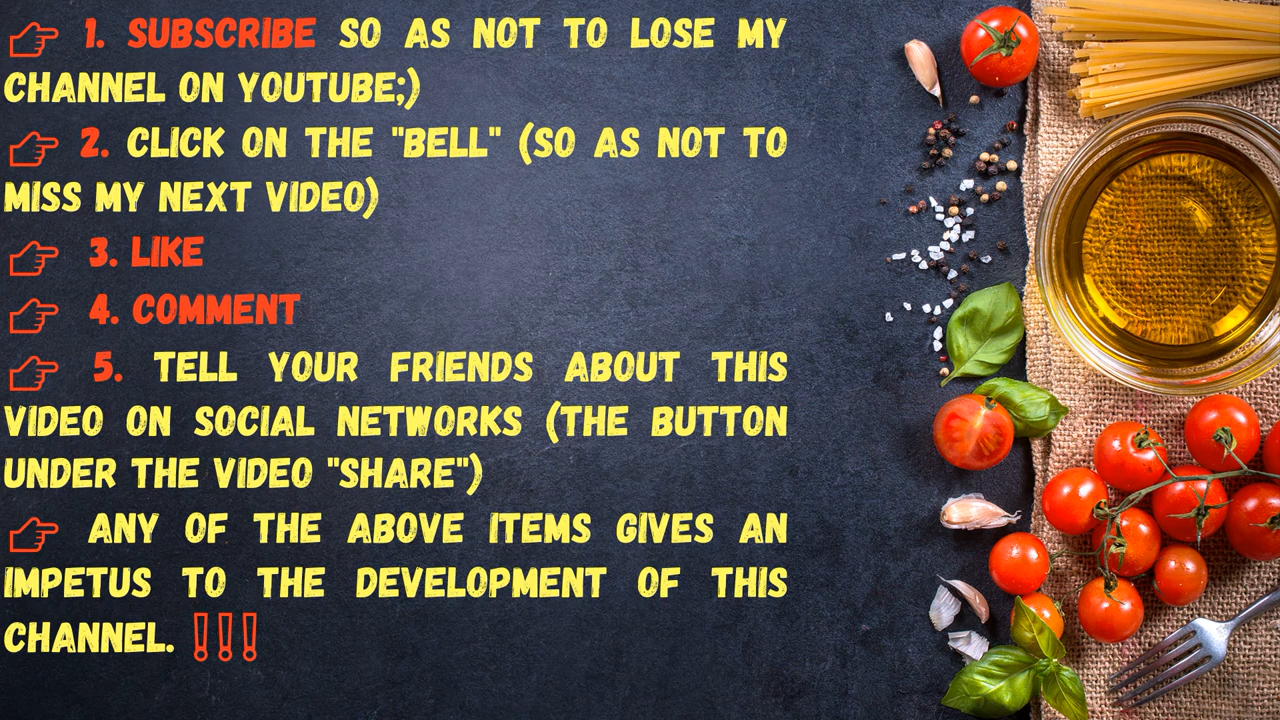 👉 1. SUBSCRIBE SO AS NOT TO LOSE MY
CHANNEL ON YOUTUBE;)
👉 2. CLICK ON THE "BELL" (SO AS NOT TO
MISS MY NEXT VIDEO)
👉 3. LIKE
👉 4. COMMENT
👉 5. TELL YOUR FRIENDS ABOUT THIS
VIDEO ON SOCIAL NETWORKS (THE BUTTON
UNDER THE VIDEO "SHARE")
👉 ANY OF THE ABOVE ITEMS GIVES AN
IMPETUS TO THE DEVELOPMENT OF THIS
CHANNEL. ❗❗❗